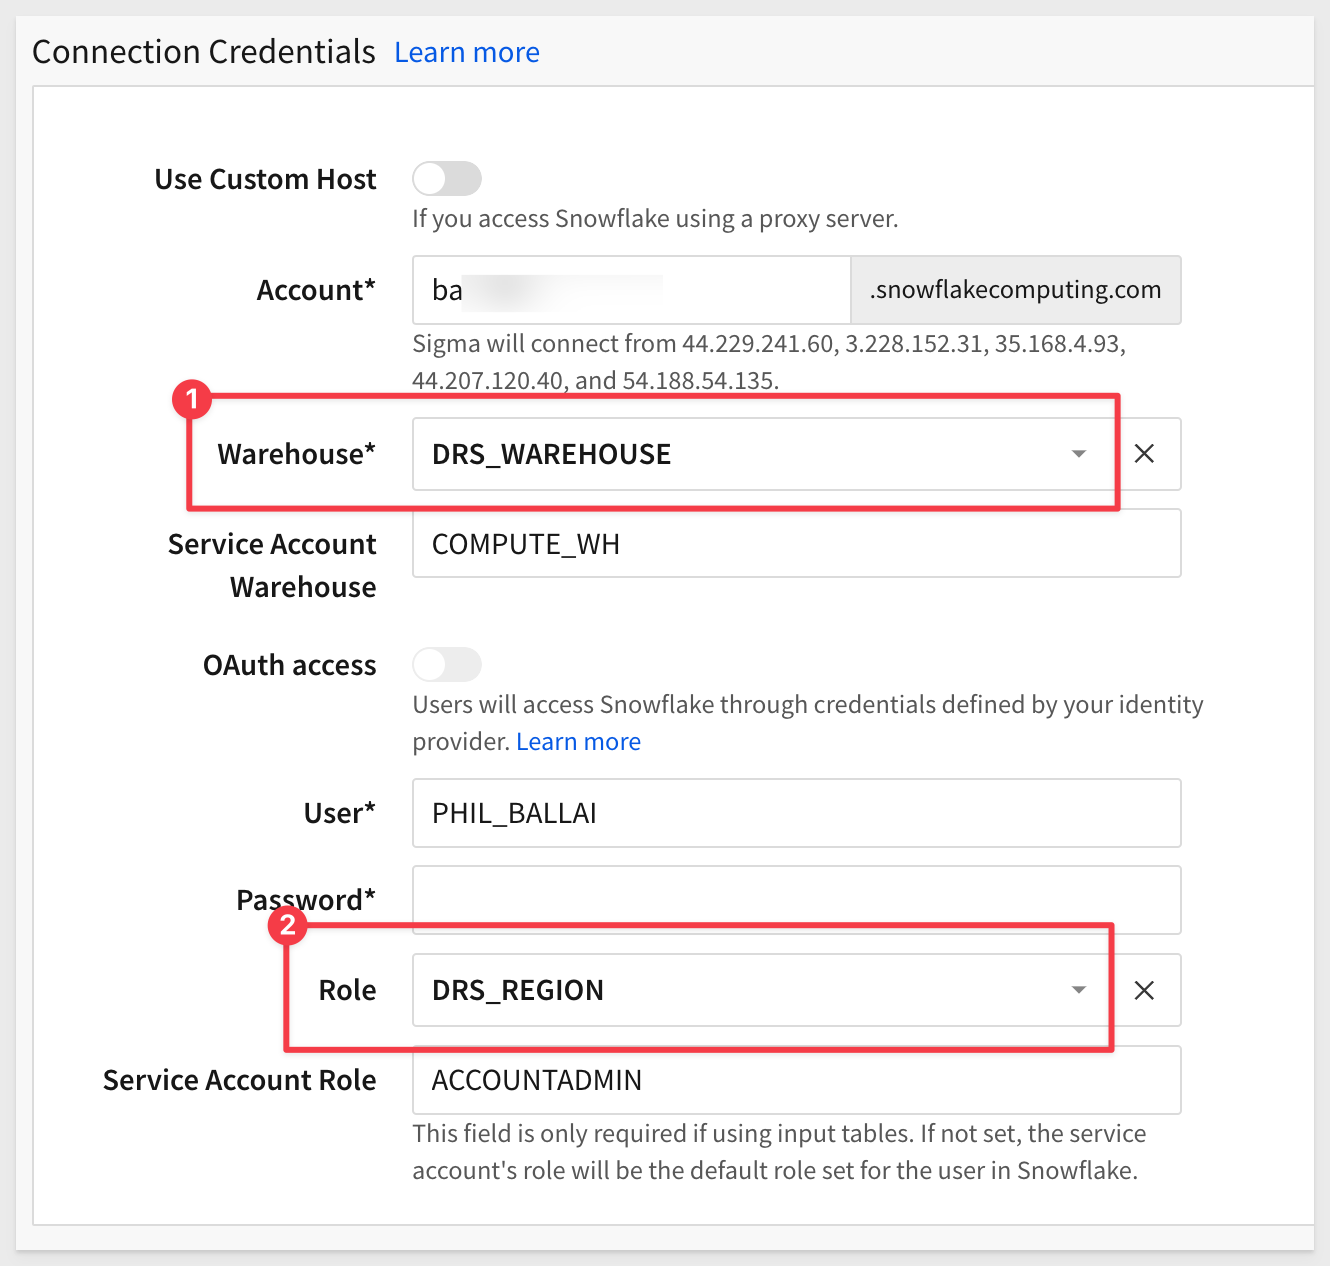 Connection Credentials Learn more
Use Custom Host
If you access Snowflake using a proxy server.
Account* ba .snowflakecomputing.com
Sigma will connect from 44.229.241.60, 3.228.152.31, 35.168.4.93,
44.207.120.40, and 54.188.54.135.
1
Warehouse* DRS_WAREHOUSE
Service Account
Warehouse
COMPUTE_WH
OAuth access
Users will access Snowflake through credentials defined by your identity
provider. Learn more
User* PHIL_BALLAI
Password*
2
Role DRS_REGION
Service Account Role ACCOUNTADMIN
This field is only required if using input tables. If not set, the service
account's role will be the default role set for the user in Snowflake.